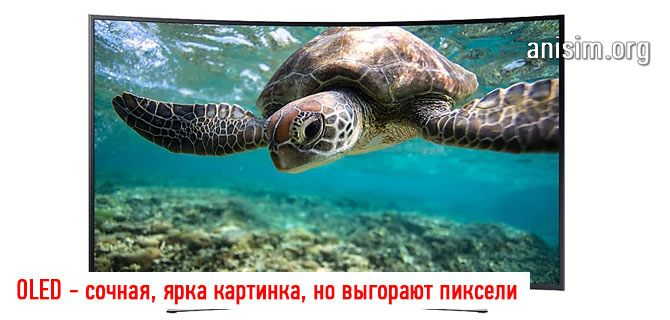 anisim.org
OLED - сочная, ярка картинка, но выгорают пиксели